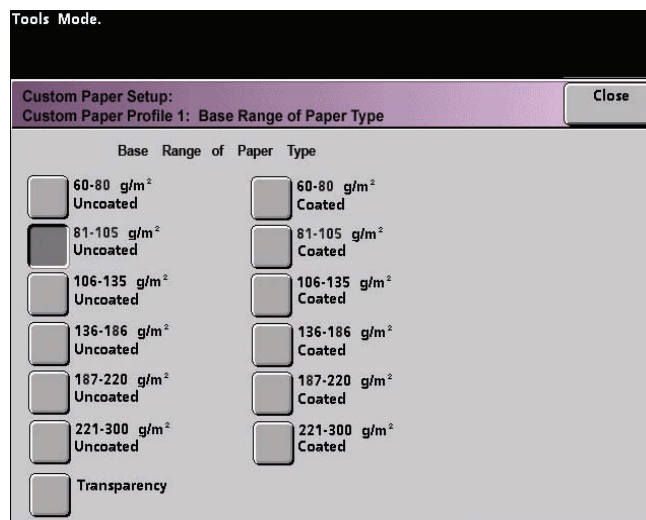 Tools Mode.
Custom Paper Setup:
Close
Custom Paper Profile 1: Base Range of Paper Type
Base Range of Paper Type
60-80 g/m²
Uncoated
81-105 g/m²
Uncoated
106-135 g/m²
Uncoated
136-186 g/m²
Uncoated
187-220 g/m²
Uncoated
221-300 g/m²
Uncoated
Transparency
60-80 g/m²
Coated
81-105 g/m²
Coated
106-135 g/m²
Coated
136-186 g/m²
Coated
187-220 g/m²
Coated
221-300 g/m²
Coated